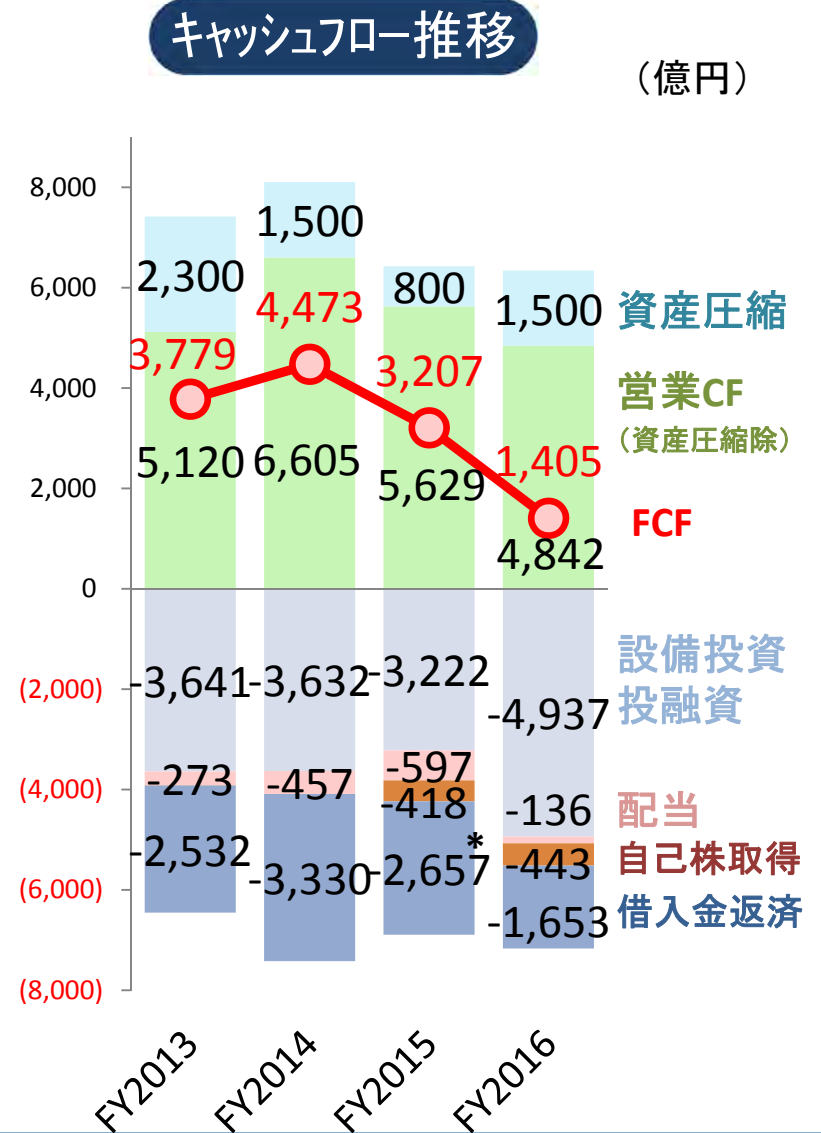 キャッシュフロー推移
（億円）
8,000
6,000
4,000
2,000
0
(2,000)
(4,000)
(6,000)
(8,000)
2,300
1,500
800
1,500
3,779
4,473
3,207
1,405
5,120
6,605
5,629
4,842
-3,641
-3,632
-3,222
-4,937
-273
-457
-597
-136
-418
-443
-2,532
-3,330
-2,657
*
-1,653
資産圧縮
営業CF
（資産圧縮除）
FCF
設備投資
投融資
配当
自己株取得
借入金返済
FY2013
FY2014
FY2015
FY2016